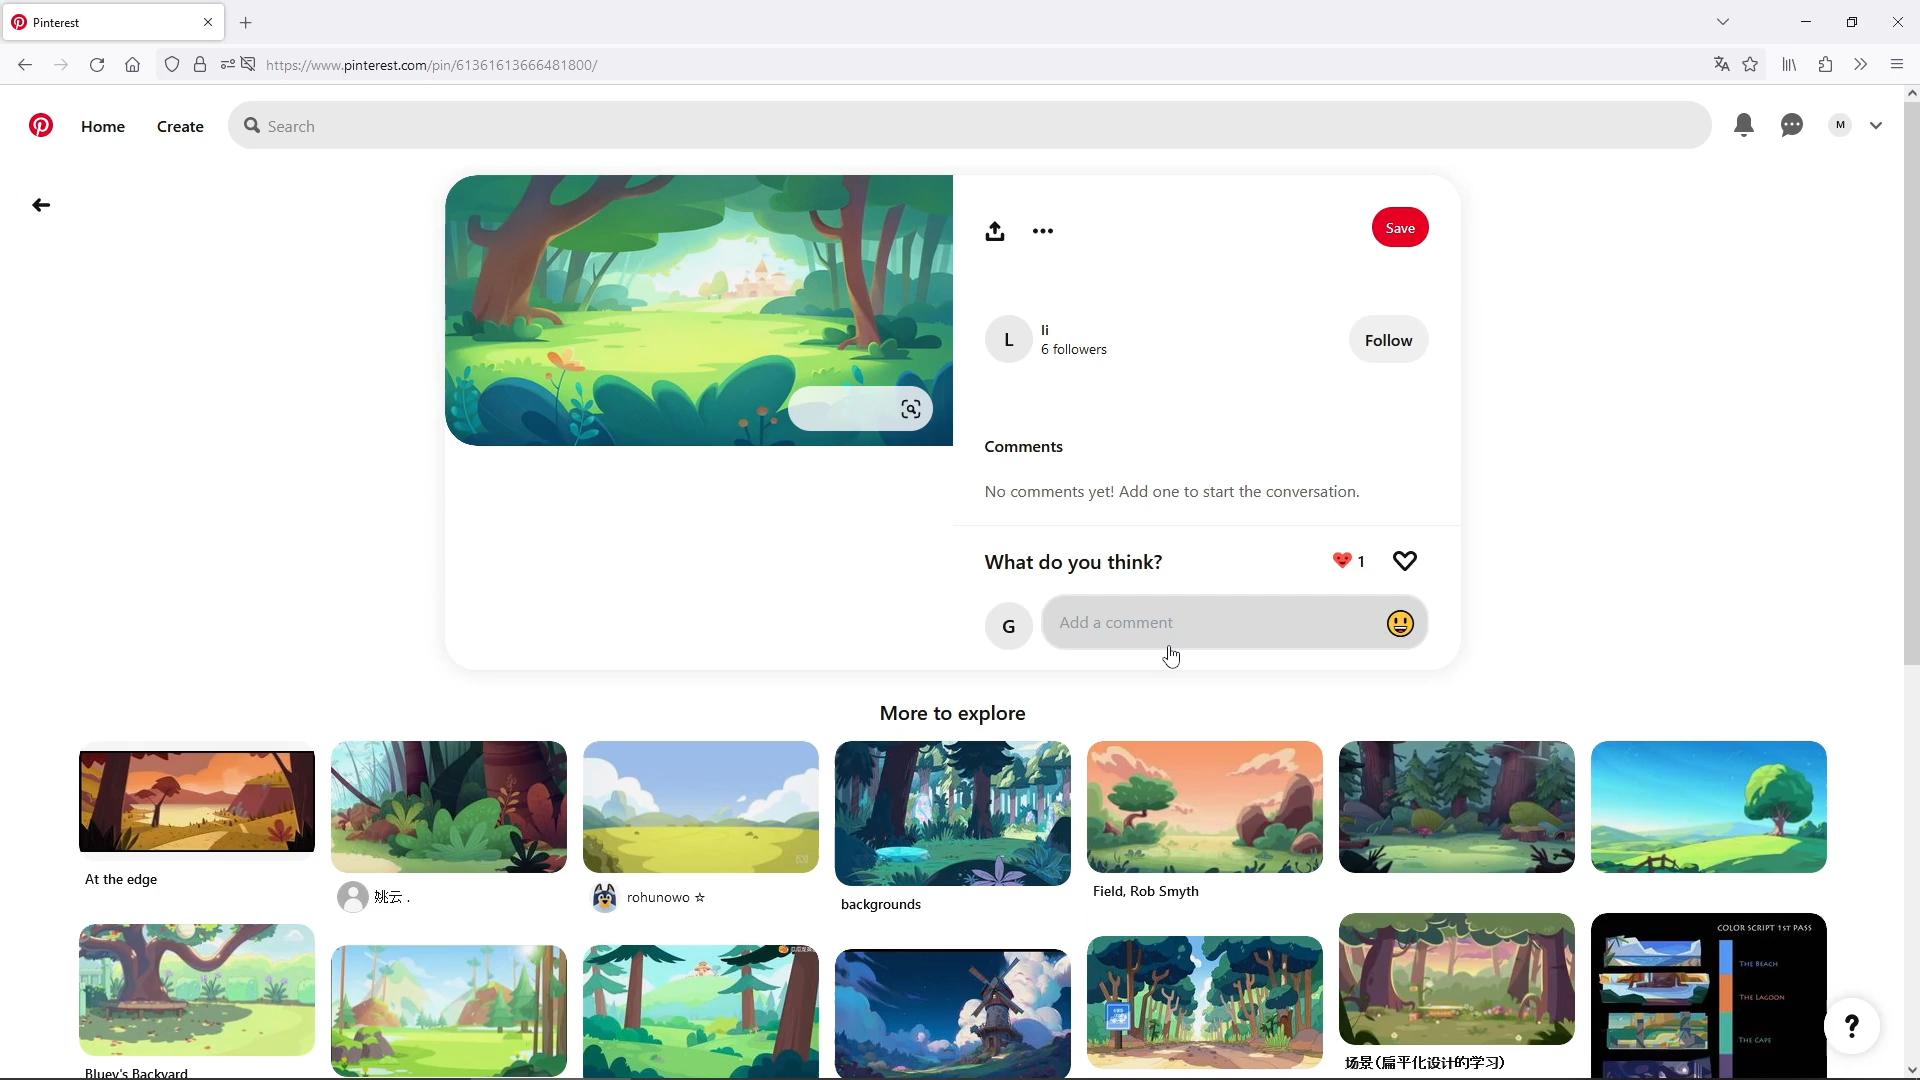 Pinterest
https://www.pinterest.com/pin/61361613666481800/
Home
Create
Search
M
Save
L
li
6 followers
Follow
Comments
No comments yet! Add one to start the conversation.
What do you think?
1
G
Add a comment
More to explore
At the edge
姚云 .
rohunowo ☆
backgrounds
Field, Rob Smyth
Bluey's Backyard
场景(扁平化设计的学习)
COLOR SCRIPT 1ST PASS
THE BEACH
THE LAGOON
THE CAPE
?